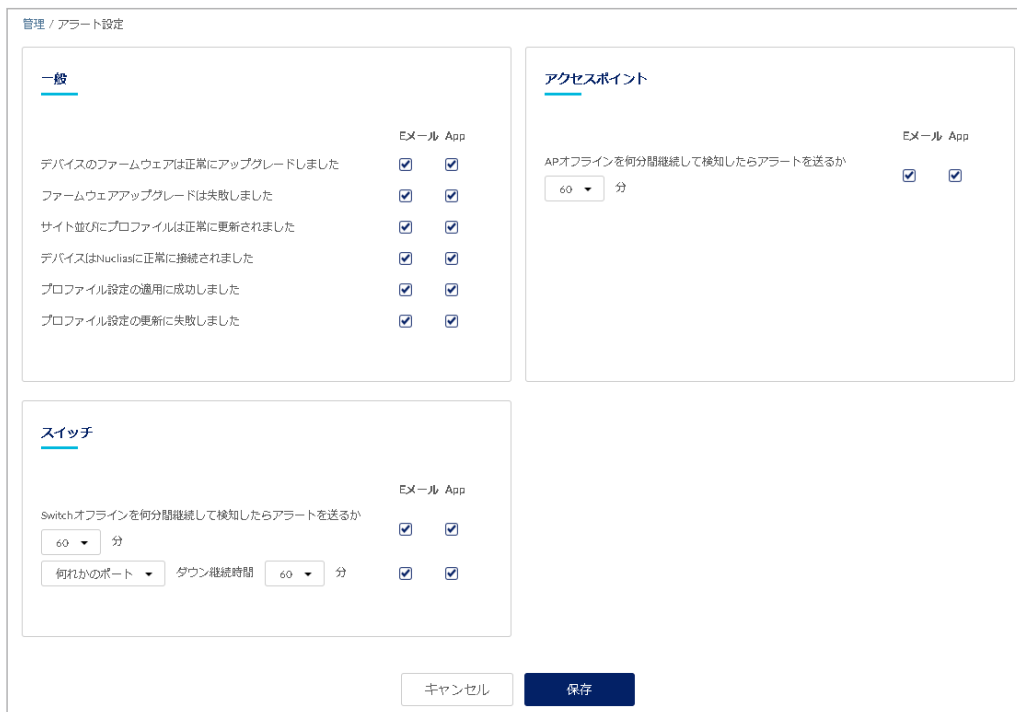 管理 / アラート設定
一般
Eメール App
デバイスのファームウェアは正常にアップグレードしました
ファームウェアアップグレードは失敗しました
サイト並びにプロファイルは正常に更新されました
デバイスはNucliasに正常に接続されました
プロファイル設定の適用に成功しました
プロファイル設定の更新に失敗しました
アクセスポイント
Eメール App
APオフラインを何分間継続して検知したらアラートを送るか
60 分
スイッチ
Eメール App
Switchオフラインを何分間継続して検知したらアラートを送るか
60 分
何れかのポート ダウン継続時間 60 分
キャンセル 保存